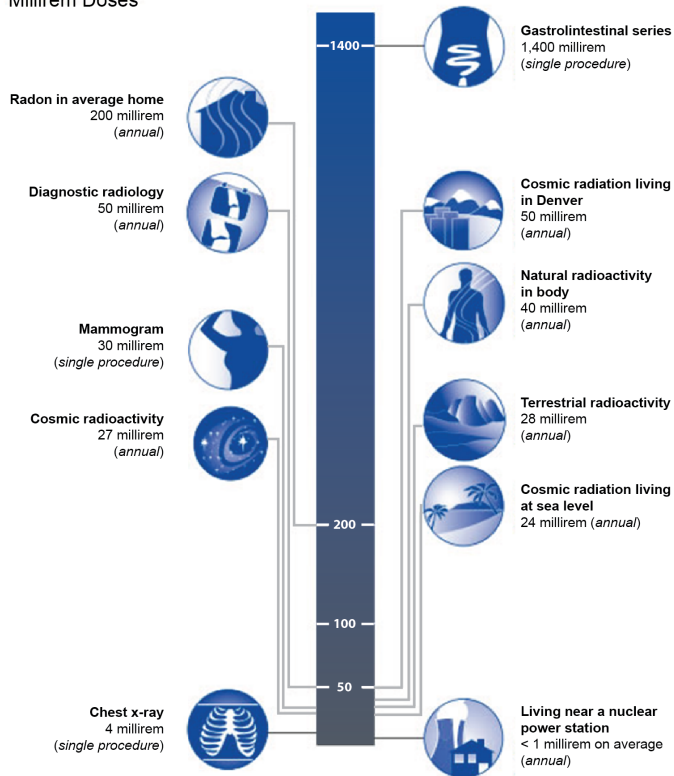 Millirem Doses
1400
Gastrolintestinal series
1,400 millirem
(single procedure)
Radon in average home
200 millirem
(annual)
Diagnostic radiology
50 millirem
(annual)
Cosmic radiation living
in Denver
50 millirem
(annual)
Natural radioactivity
in body
40 millirem
(annual)
Mammogram
30 millirem
(single procedure)
Terrestrial radioactivity
28 millirem
(annual)
Cosmic radioactivity
27 millirem
(annual)
Cosmic radiation living
at sea level
24 millirem (annual)
200
100
50
Chest x-ray
4 millirem
(single procedure)
Living near a nuclear
power station
< 1 millirem on average
(annual)